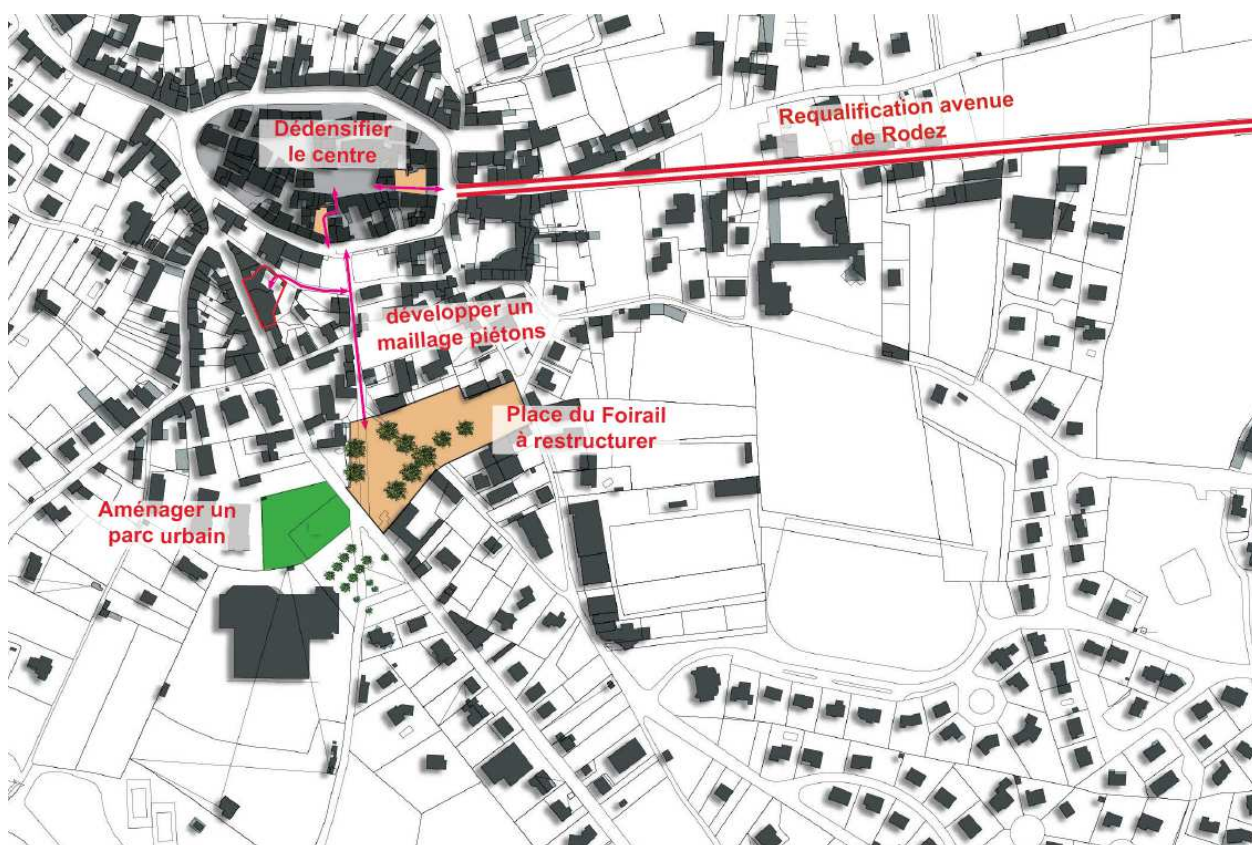 Requalification avenue
de Rodez
Dédensifier
le centre
développer un
maillage piétons
Place du Foirail
à restructurer
Aménager un
parc urbain